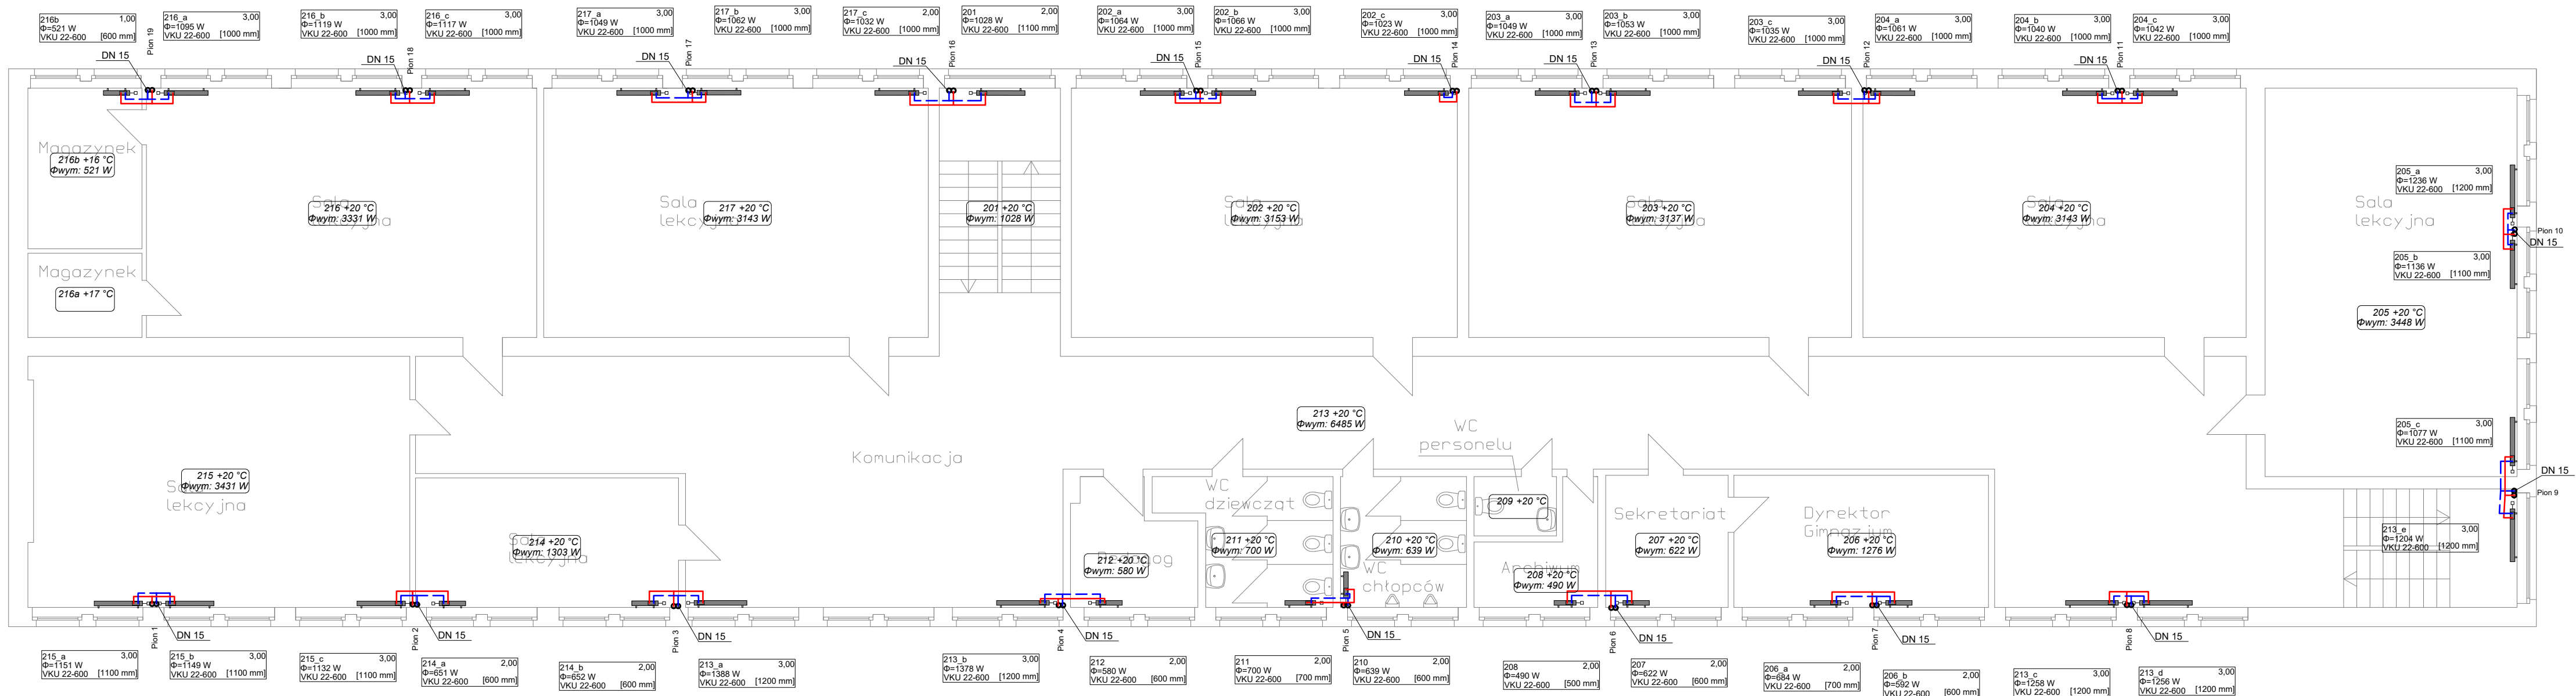 216b 1,00
Φ=521 W
VKU 22-600 [600 mm]
Pion 19
216_a 3,00
Φ=1095 W
VKU 22-600 [1000 mm]
216_b 3,00
Φ=1119 W
VKU 22-600 [1000 mm]
Pion 18
216_c 3,00
Φ=1117 W
VKU 22-600 [1000 mm]
217_a 3,00
Φ=1049 W
VKU 22-600 [1000 mm]
Pion 17
217_b 3,00
Φ=1062 W
VKU 22-600 [1000 mm]
217_c 2,00
Φ=1032 W
VKU 22-600 [1000 mm]
Pion 16
201 2,00
Φ=1028 W
VKU 22-600 [1100 mm]
202_a 3,00
Φ=1064 W
VKU 22-600 [1000 mm]
Pion 15
202_b 3,00
Φ=1066 W
VKU 22-600 [1000 mm]
202_c 3,00
Φ=1023 W
VKU 22-600 [1000 mm]
Pion 14
203_a 3,00
Φ=1049 W
VKU 22-600 [1000 mm]
Pion 13
203_b 3,00
Φ=1053 W
VKU 22-600 [1000 mm]
203_c 3,00
Φ=1035 W
VKU 22-600 [1000 mm]
Pion 12
204_a 3,00
Φ=1061 W
VKU 22-600 [1000 mm]
204_b 3,00
Φ=1040 W
VKU 22-600 [1000 mm]
Pion 11
204_c 3,00
Φ=1042 W
VKU 22-600 [1000 mm]
DN 15
DN 15
DN 15
DN 15
DN 15
DN 15
DN 15
DN 15
DN 15
Magazynek
216b +16 °C
Φwym: 521 W
Sala
lekcyjna
216 +20 °C
Φwym: 3331 W
Sala
lekcyjna
217 +20 °C
Φwym: 3143 W
201 +20 °C
Φwym: 1028 W
Sala
lekcyjna
202 +20 °C
Φwym: 3153 W
Sala
lekcyjna
203 +20 °C
Φwym: 3137 W
Sala
lekcyjna
204 +20 °C
Φwym: 3143 W
205_a 3,00
Φ=1236 W
VKU 22-600 [1200 mm]
Sala
lekcyjna
Pion 10
DN 15
205_b 3,00
Φ=1136 W
VKU 22-600 [1100 mm]
Magazynek
216a +17 °C
205 +20 °C
Φwym: 3448 W
213 +20 °C
Φwym: 6485 W
WC
personelu
Komunikacja
205_c 3,00
Φ=1077 W
VKU 22-600 [1100 mm]
DN 15
Pion 9
215 +20 °C
Φwym: 3431 W
Sala
lekcyjna
214 +20 °C
Φwym: 1303 W
Sala
lekcyjna
212 +20 °C
Φwym: 580 W
Pedagog
WC
dziewcząt
211 +20 °C
Φwym: 700 W
210 +20 °C
Φwym: 639 W
WC
chłopców
209 +20 °C
Archiwum
208 +20 °C
Φwym: 490 W
Sekretariat
207 +20 °C
Φwym: 622 W
Dyrektor
Gimnazjum
206 +20 °C
Φwym: 1276 W
213_e 3,00
Φ=1204 W
VKU 22-600 [1200 mm]
Pion 1
DN 15
Pion 2
DN 15
Pion 3
DN 15
Pion 4
DN 15
Pion 5
DN 15
Pion 6
DN 15
Pion 7
DN 15
Pion 8
DN 15
215_a 3,00
Φ=1151 W
VKU 22-600 [1100 mm]
215_b 3,00
Φ=1149 W
VKU 22-600 [1100 mm]
215_c 3,00
Φ=1132 W
VKU 22-600 [1100 mm]
214_a 2,00
Φ=651 W
VKU 22-600 [600 mm]
214_b 2,00
Φ=652 W
VKU 22-600 [600 mm]
213_a 3,00
Φ=1388 W
VKU 22-600 [1200 mm]
213_b 3,00
Φ=1378 W
VKU 22-600 [1200 mm]
212 2,00
Φ=580 W
VKU 22-600 [600 mm]
211 2,00
Φ=700 W
VKU 22-600 [700 mm]
210 2,00
Φ=639 W
VKU 22-600 [600 mm]
208 2,00
Φ=490 W
VKU 22-600 [500 mm]
207 2,00
Φ=622 W
VKU 22-600 [600 mm]
206_a 2,00
Φ=684 W
VKU 22-600 [700 mm]
206_b 2,00
Φ=592 W
VKU 22-600 [600 mm]
213_c 3,00
Φ=1258 W
VKU 22-600 [1200 mm]
213_d 3,00
Φ=1256 W
VKU 22-600 [1200 mm]